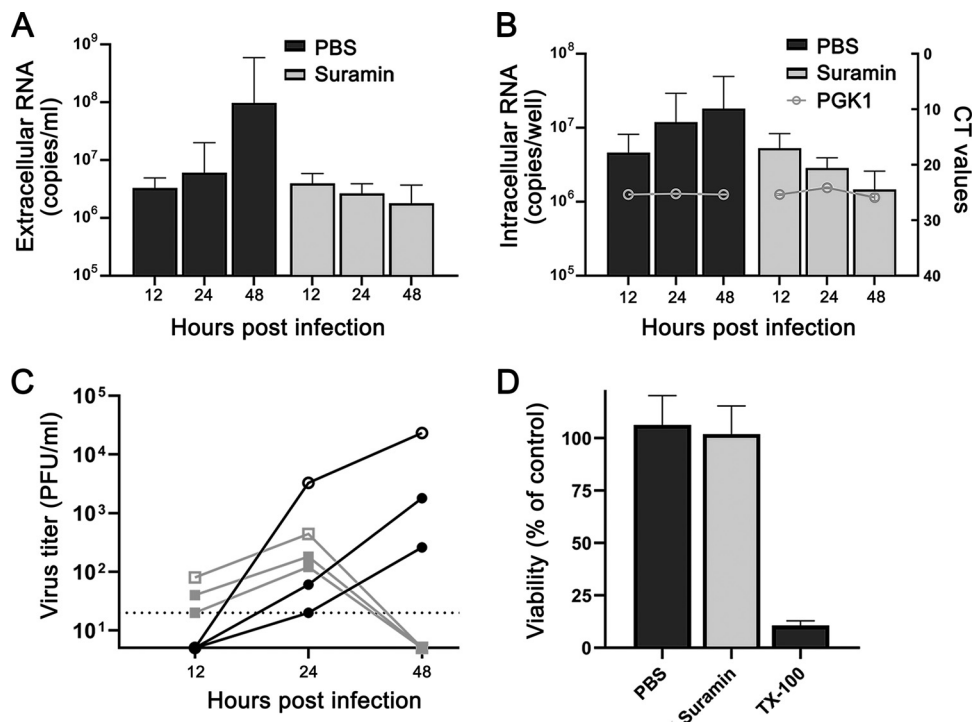 A
Extracellular RNA
(copies/ml)
10⁹
10⁸
10⁷
10⁶
10⁵
PBS
Suramin
12 24 48 12 24 48
Hours post infection
B
Intracellular RNA
(copies/well)
10⁸
10⁷
10⁶
10⁵
PBS
Suramin
PGK1
0
10
20
30
40
CT values
12 24 48 12 24 48
Hours post infection
C
Virus titer (PFU/ml)
10⁵
10⁴
10³
10²
10¹
12 24 48
Hours post infection
D
Viability (% of control)
100
75
50
25
0
PBS
Suramin
TX-100